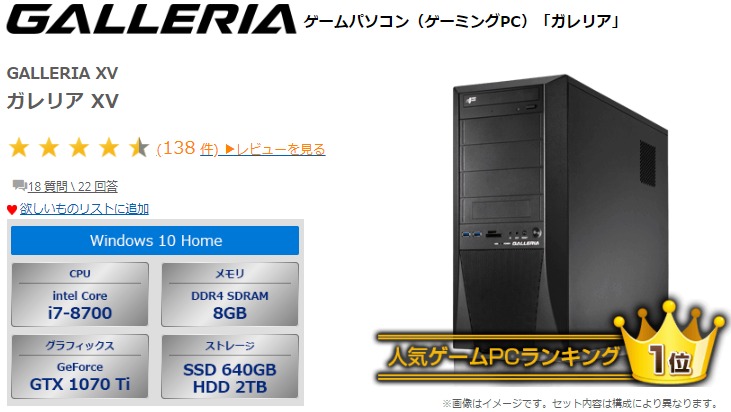 GALLERIA ゲームパソコン（ゲーミングPC）「ガレリア」
GALLERIA XV
ガレリア XV
(138 件) ▶レビューを見る
18 質問 \ 22 回答
欲しいものリストに追加
Windows 10 Home
CPU
intel Core
i7-8700
メモリ
DDR4 SDRAM
8GB
グラフィックス
GeForce
GTX 1070 Ti
ストレージ
SSD 640GB
HDD 2TB
GALLERIA
人気ゲームPCランキング 1位
※画像はイメージです。セット内容は構成により異なります。